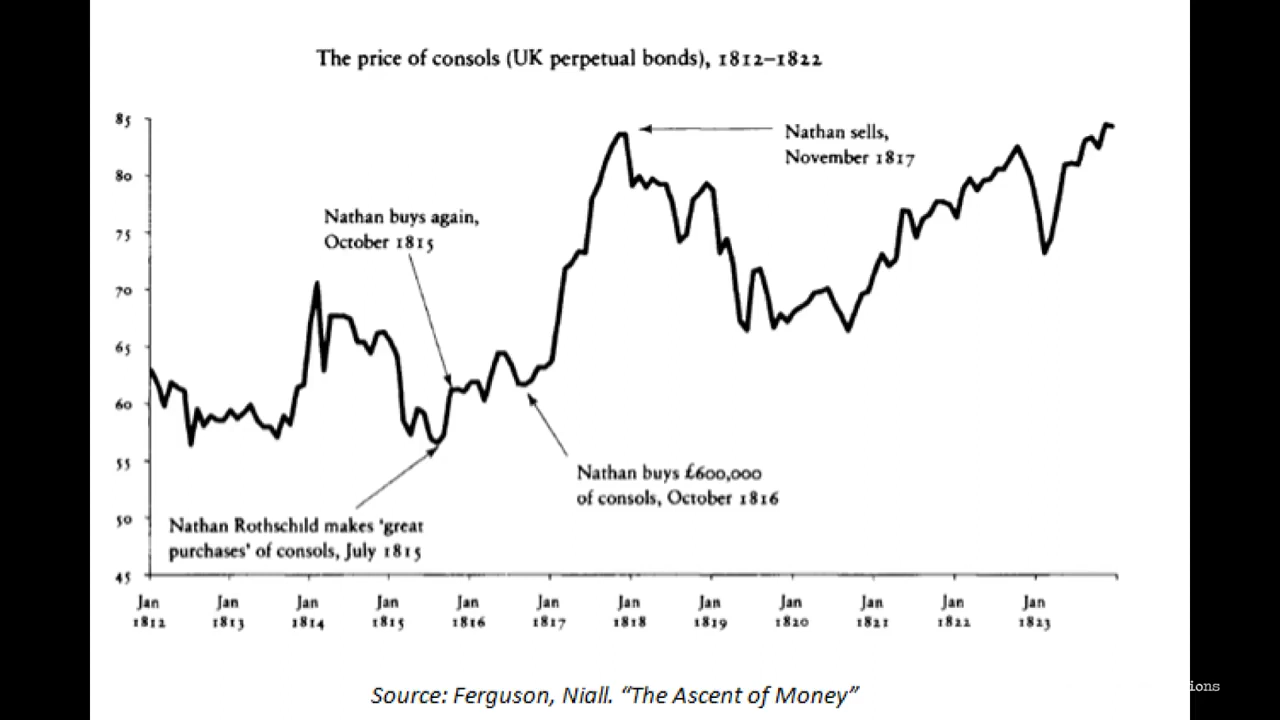 The price of consols (UK perpetual bonds), 1812–1822
85
80
75
70
65
60
55
50
45
Nathan sells,
November 1817
Nathan buys again,
October 1815
Nathan buys £600,000
of consols, October 1816
Nathan Rothschild makes ‘great
purchases’ of consols, July 1815
Jan Jan Jan Jan Jan Jan Jan Jan Jan Jan Jan Jan
1812 1813 1814 1815 1816 1817 1818 1819 1820 1821 1822 1823
Source: Ferguson, Niall. “The Ascent of Money”